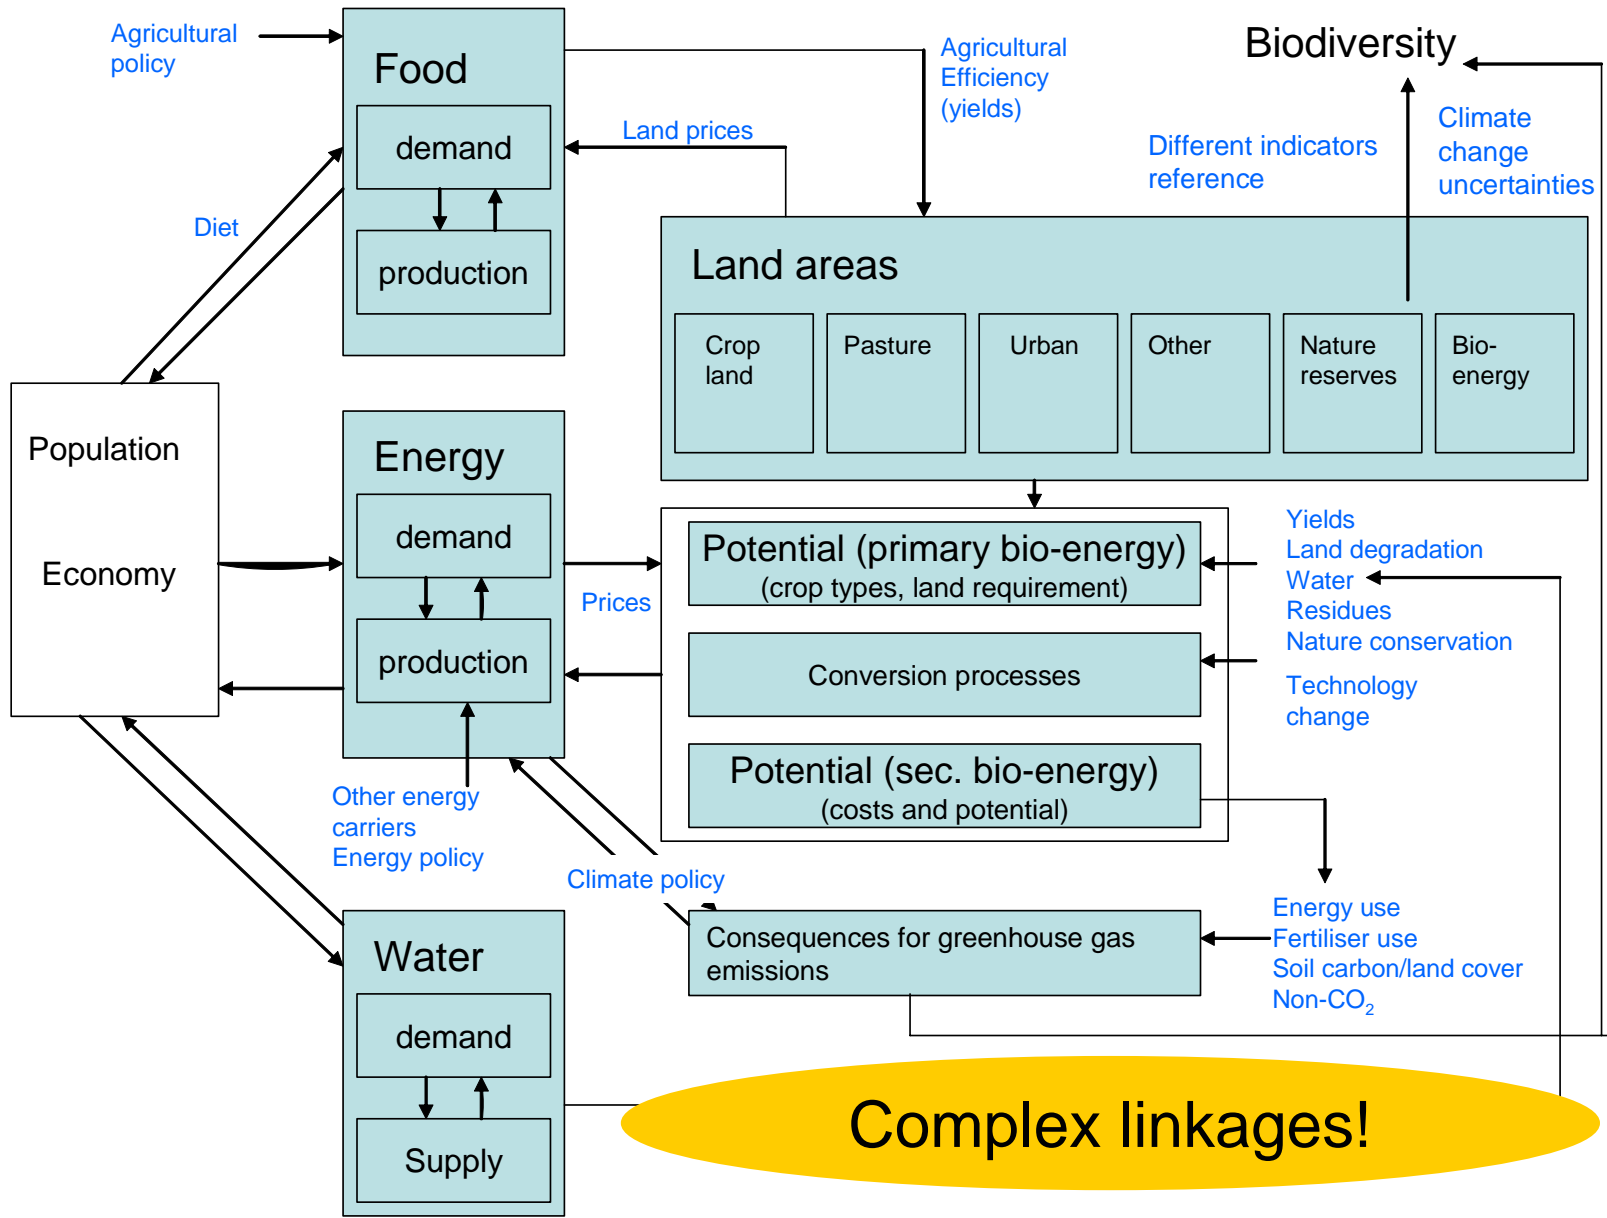 Agricultural
policy
Food
demand
production
Diet
Land prices
Agricultural
Efficiency
(yields)
Biodiversity
Different indicators
reference
Climate
change
uncertainties
Land areas
Crop
land
Pasture
Urban
Other
Nature
reserves
Bio-
energy
Population
Economy
Energy
demand
production
Prices
Other energy
carriers
Energy policy
Potential (primary bio-energy)
(crop types, land requirement)
Conversion processes
Potential (sec. bio-energy)
(costs and potential)
Yields
Land degradation
Water
Residues
Nature conservation
Technology
change
Climate policy
Consequences for greenhouse gas
emissions
Energy use
Fertiliser use
Soil carbon/land cover
Non-CO₂
Water
demand
Supply
Complex linkages!